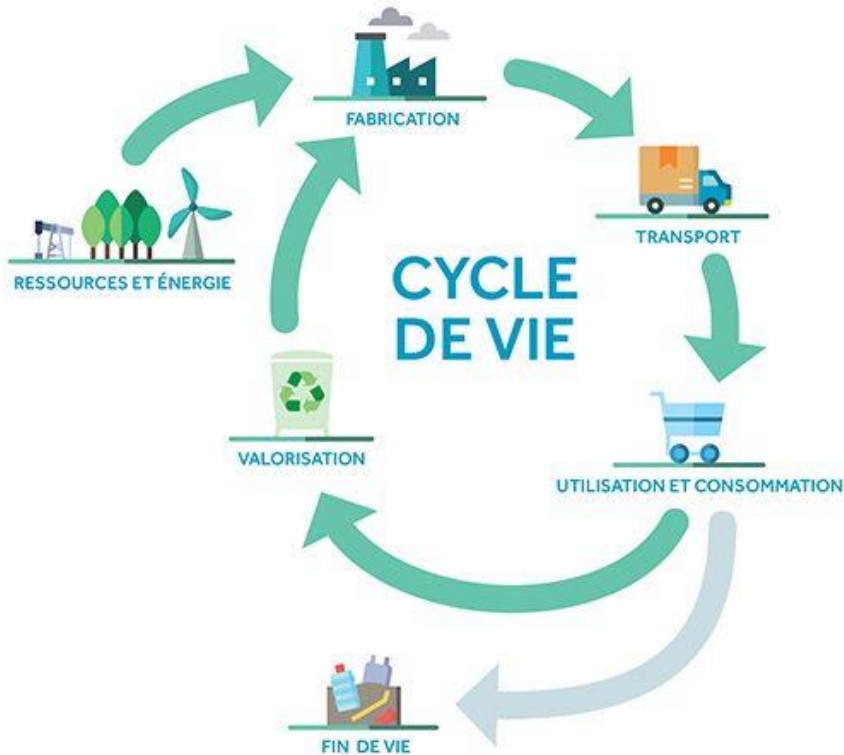 FABRICATION
TRANSPORT
RESSOURCES ET ÉNERGIE
CYCLE
DE VIE
VALORISATION
UTILISATION ET CONSOMMATION
FIN DE VIE